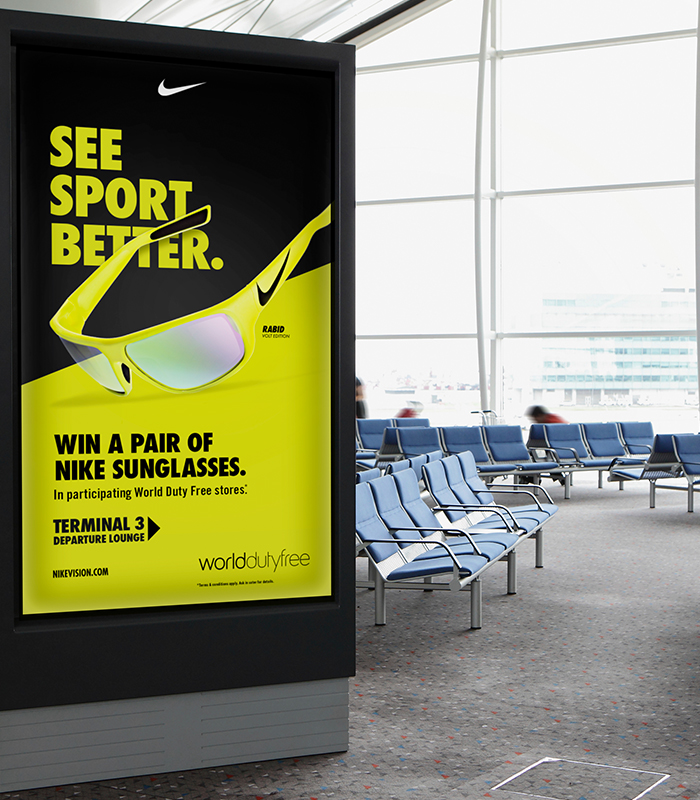 SEE
SPORT
BETTER.
RABID
VOLT EDITION
WIN A PAIR OF
NIKE SUNGLASSES.
In participating World Duty Free stores.*
TERMINAL 3
DEPARTURE LOUNGE
worlddutyfree
NIKEVISION.COM
*Terms & conditions apply. Ask in store for details.